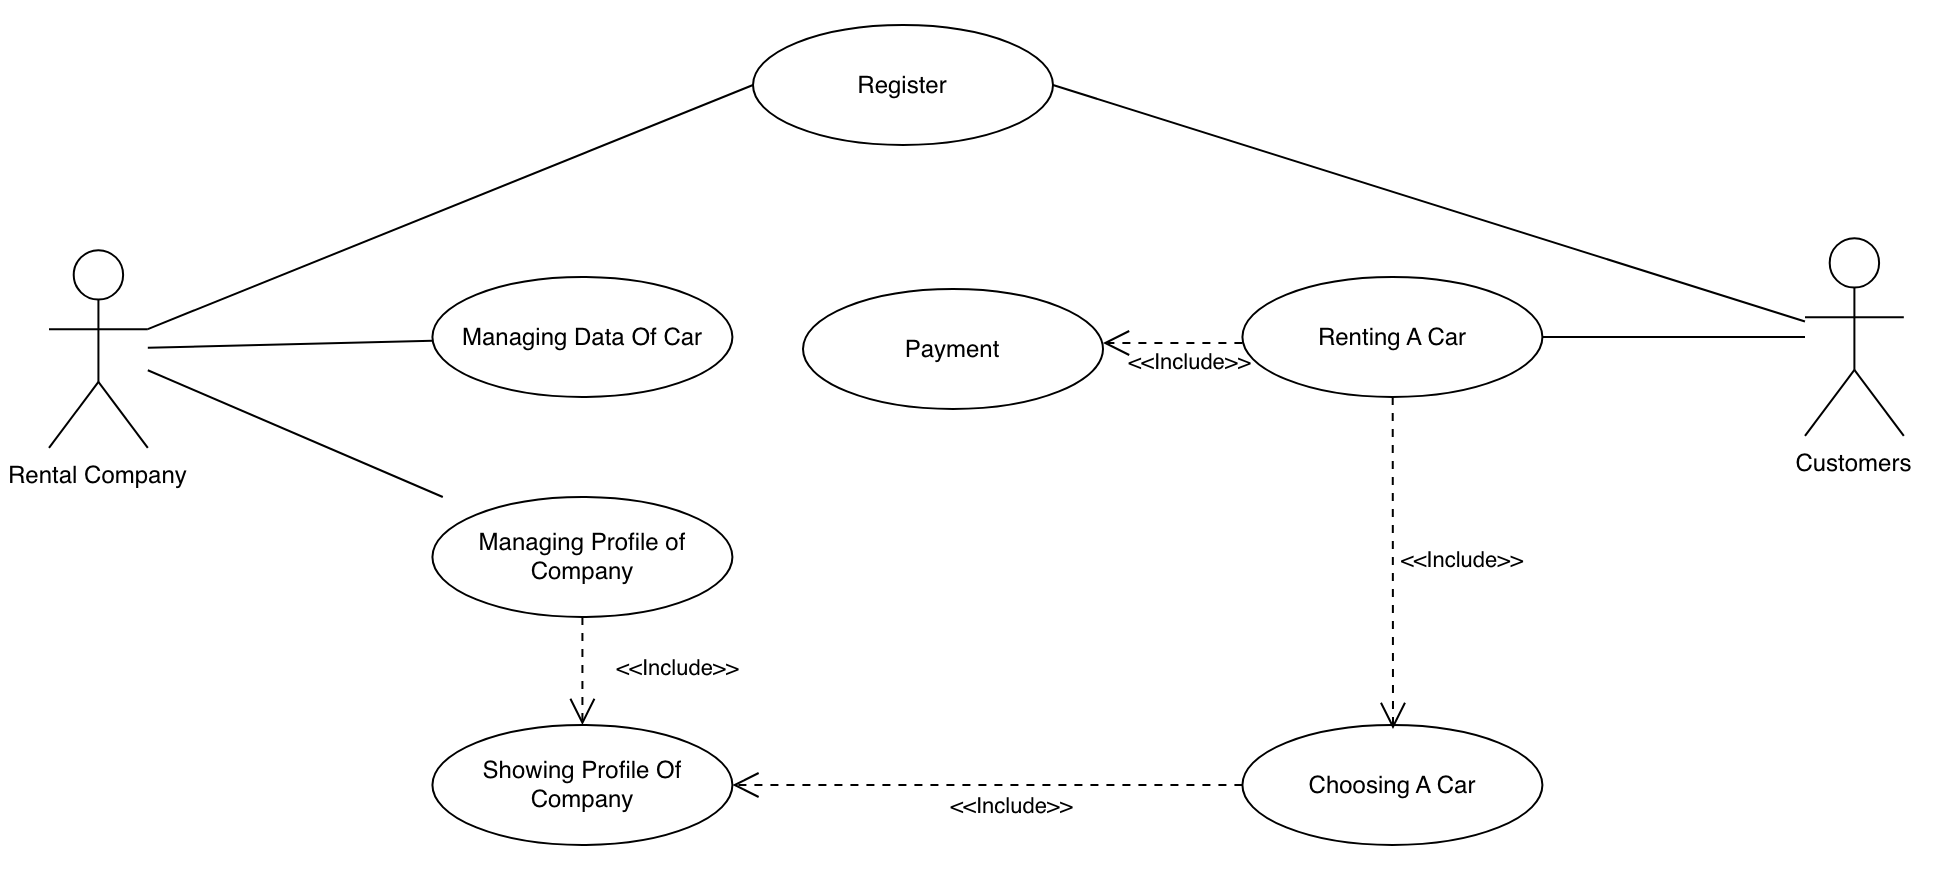 Register
Managing Data Of Car
Payment
Renting A Car
<<Include>>
Rental Company
Customers
Managing Profile of
Company
<<Include>>
<<Include>>
Showing Profile Of
Company
Choosing A Car
<<Include>>